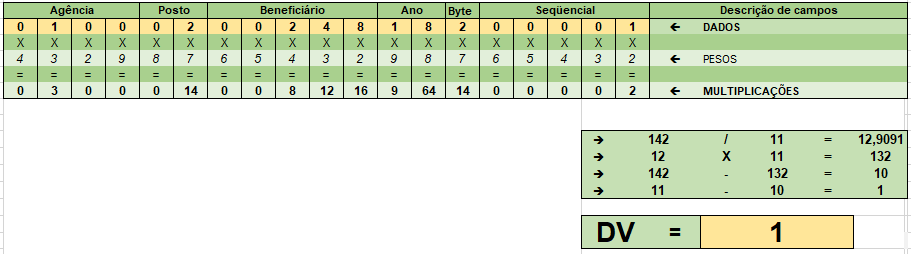 Agência Posto Beneficiário Ano Byte Seqüencial Descrição de campos
0 1 0 0 0 2 0 0 2 4 8 1 8 2 0 0 0 0 1 🡰 DADOS
X X X X X X X X X X X X X X X X X X X
4 3 2 9 8 7 6 5 4 3 2 9 8 7 6 5 4 3 2 🡰 PESOS
= = = = = = = = = = = = = = = = = = =
0 3 0 0 0 14 0 0 8 12 16 9 64 14 0 0 0 0 2 🡰 MULTIPLICAÇÕES
🡲 142 / 11 = 12,9091
🡲 12 X 11 = 132
🡲 142 - 132 = 10
🡲 11 - 10 = 1
DV = 1